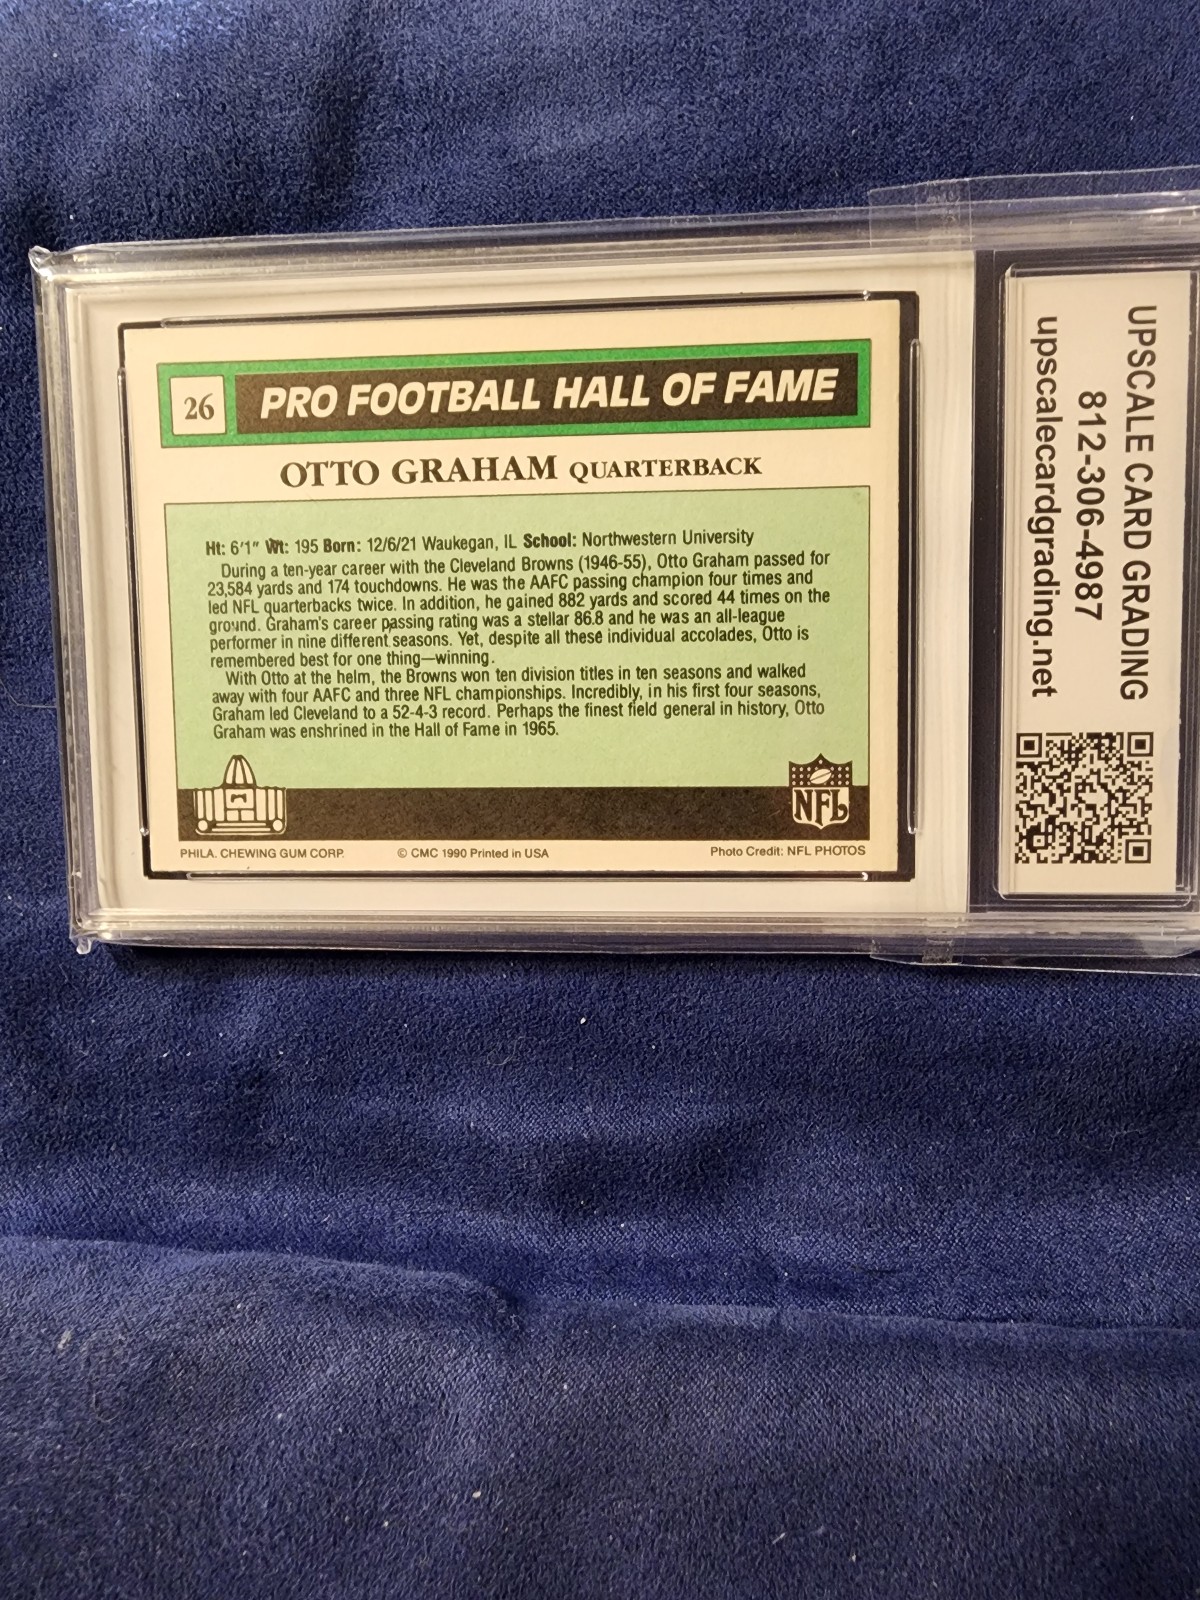 26
PRO FOOTBALL HALL OF FAME
OTTO GRAHAM QUARTERBACK
Ht: 6'1" Wt: 195 Born: 12/6/21 Waukegan, IL School: Northwestern University
During a ten-year career with the Cleveland Browns (1946-55), Otto Graham passed for
23,584 yards and 174 touchdowns. He was the AAFC passing champion four times and
led NFL quarterbacks twice. In addition, he gained 882 yards and scored 44 times on the
ground. Graham's career passing rating was a stellar 86.8 and he was an all-league
performer in nine different seasons. Yet, despite all these individual accolades, Otto is
remembered best for one thing—winning.
With Otto at the helm, the Browns won ten division titles in ten seasons and walked
away with four AAFC and three NFL championships. Incredibly, in his first four seasons,
Graham led Cleveland to a 52-4-3 record. Perhaps the finest field general in history, Otto
Graham was enshrined in the Hall of Fame in 1965.
NFL
PHILA. CHEWING GUM CORP. © CMC 1990 Printed in USA Photo Credit: NFL PHOTOS
UPSCALE CARD GRADING
812-306-4987
upscalecardgrading.net